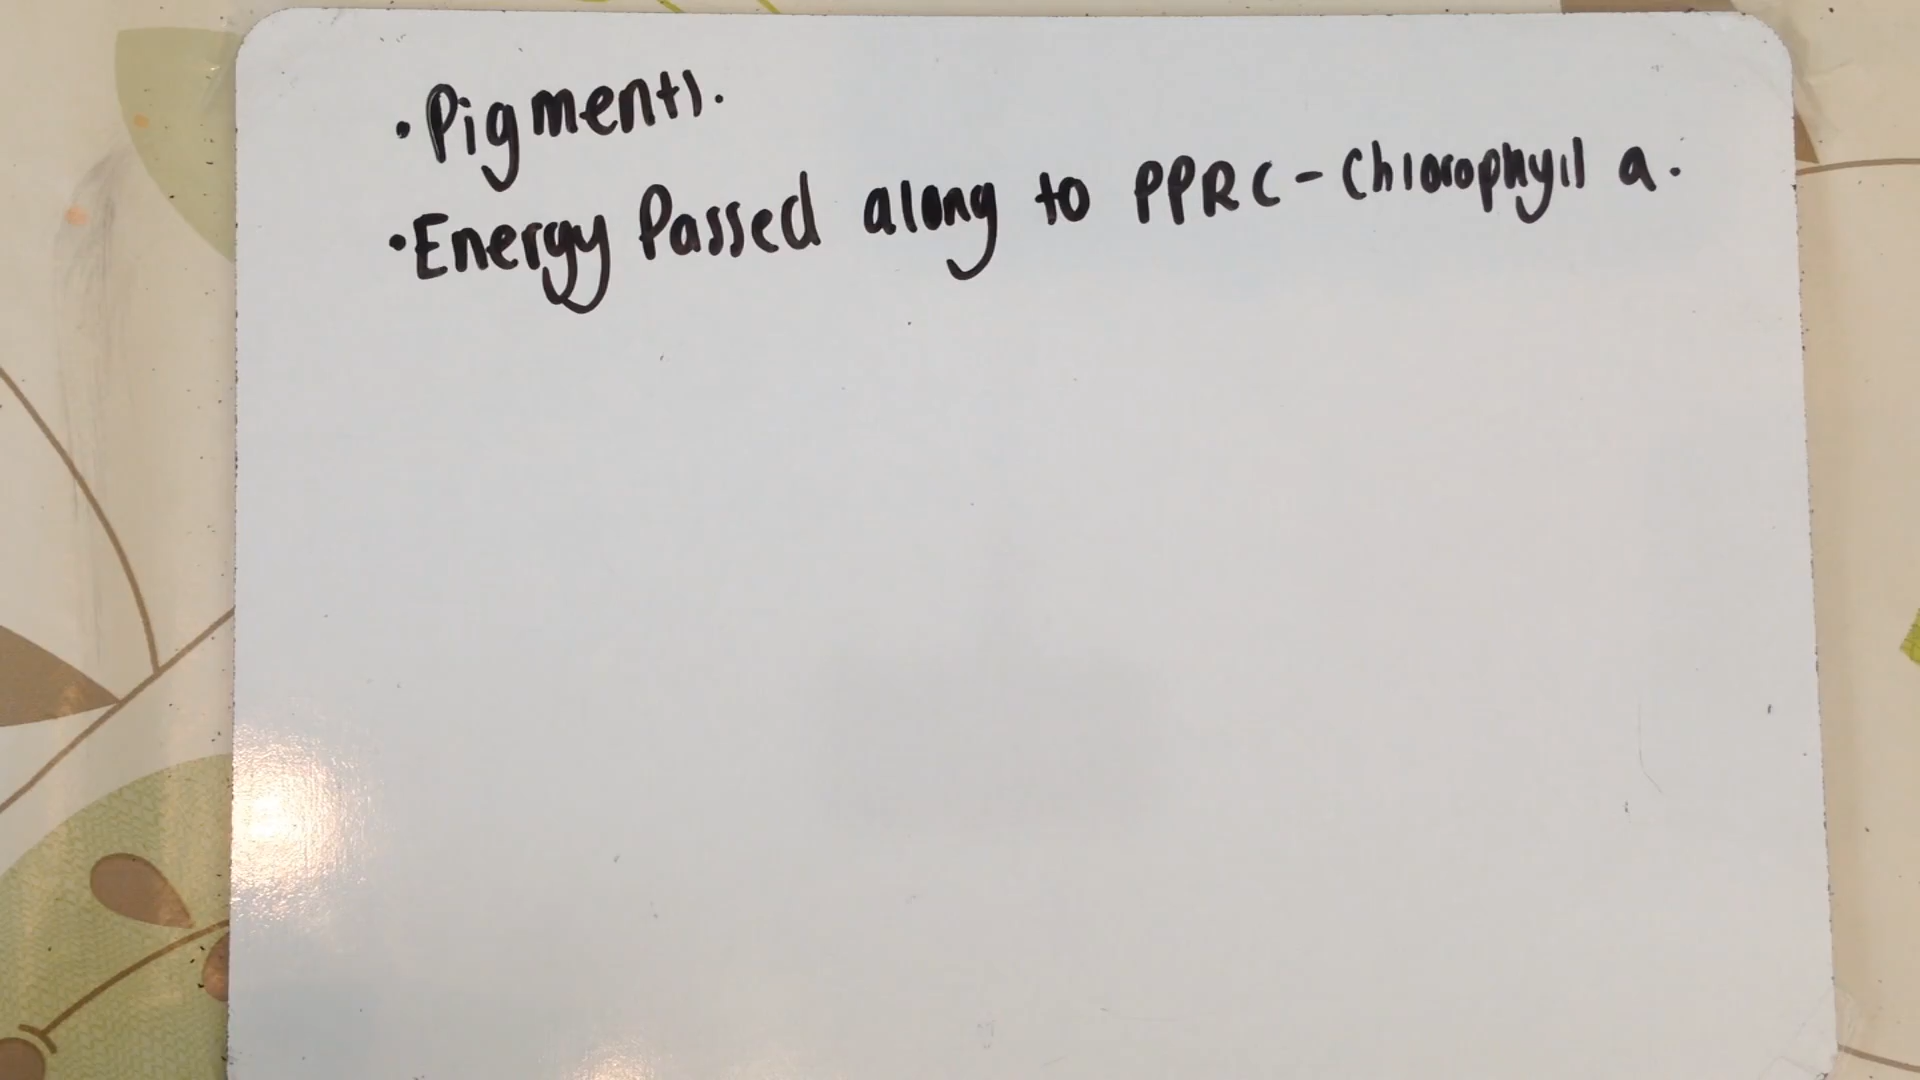 • Pigments.
• Energy Passed along to PPRC - Chlorophyll a.